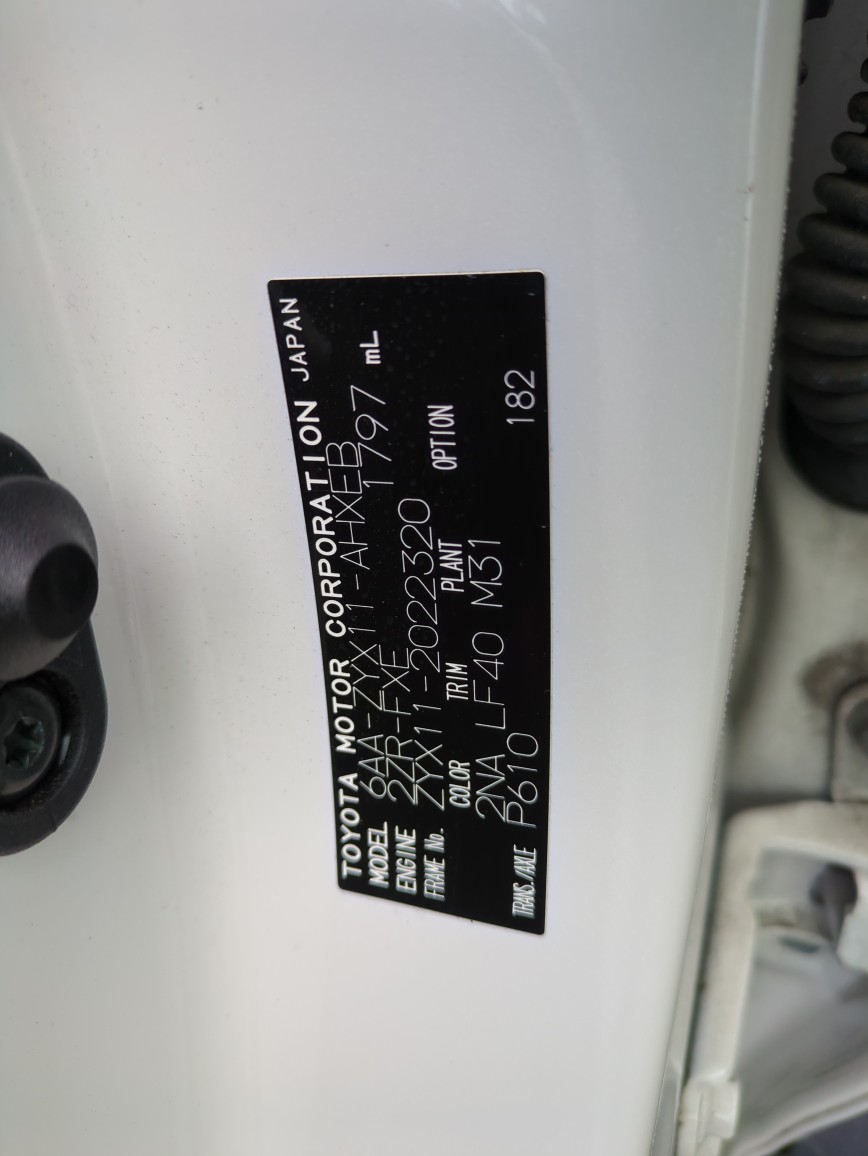 TOYOTA MOTOR CORPORATION JAPAN
MODEL 6AA-ZYX11-AHXEB
ENGINE 2ZR-FXE 1797 mL
FRAME No. ZYX11-2022320
COLOR TRIM PLANT OPTION
2NA LF40 M31
TRANS./AXLE P610 182